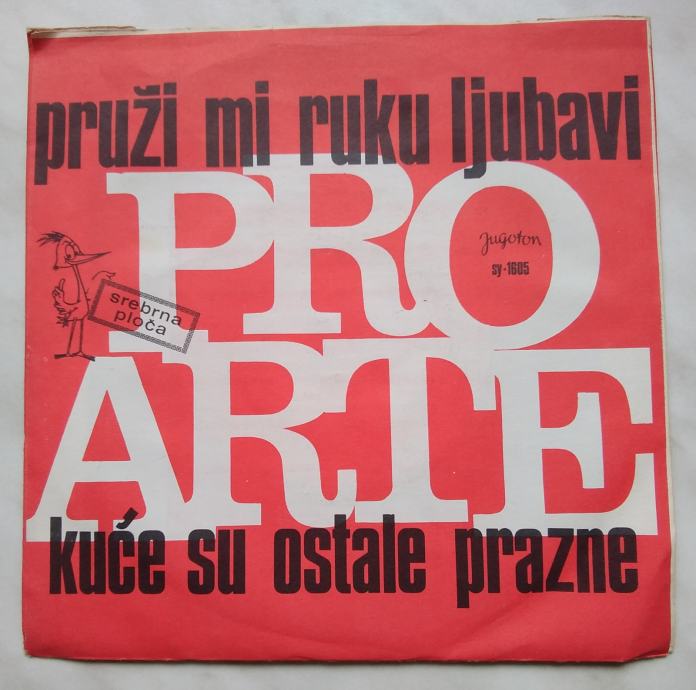 pruži mi ruku ljubavi
PRO
jugoton
sy-1605
srebrna
ploča
ARTE
kuće su ostale prazne